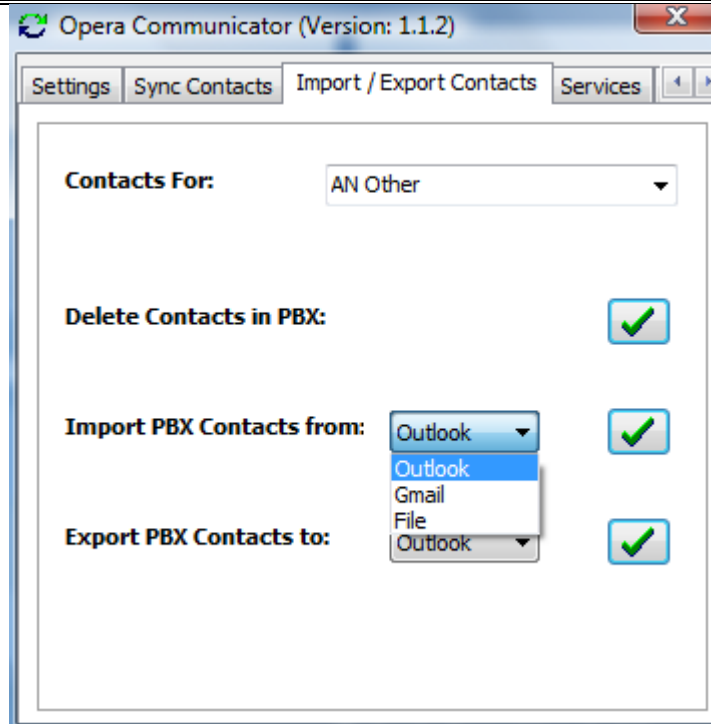 Opera Communicator (Version: 1.1.2)
Settings Sync Contacts Import / Export Contacts Services
Contacts For: AN Other
Delete Contacts in PBX:
Import PBX Contacts from: Outlook
Outlook
Gmail
File
Export PBX Contacts to: Outlook